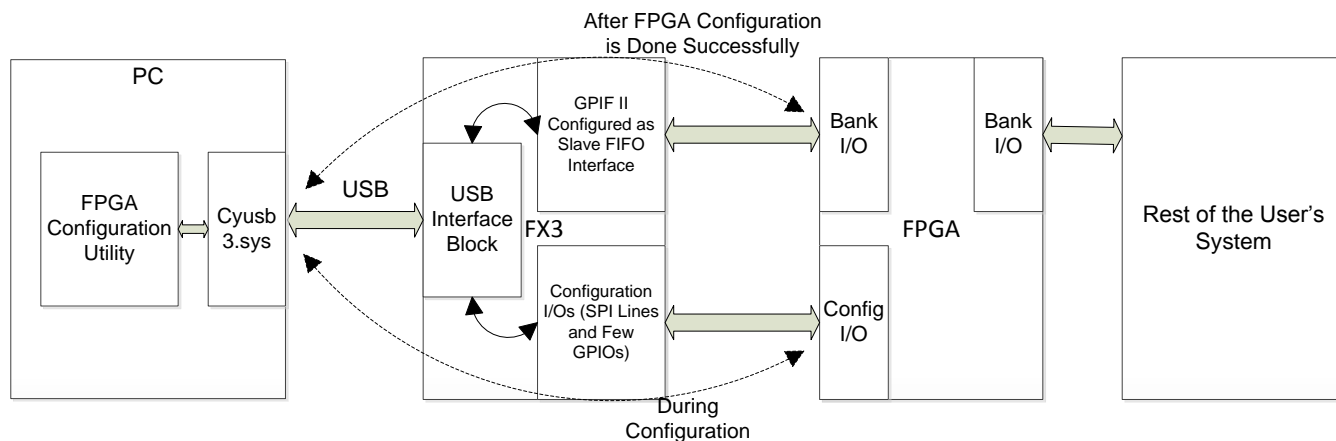 After FPGA Configuration
is Done Successfully
PC
FPGA
Configuration
Utility
Cyusb
3.sys
USB
USB
Interface
Block
FX3
GPIF II
Configured as
Slave FIFO
Interface
Configuration
I/Os (SPI Lines
and Few
GPIOs)
During
Configuration
Bank
I/O
Config
I/O
FPGA
Bank
I/O
Rest of the User's
System